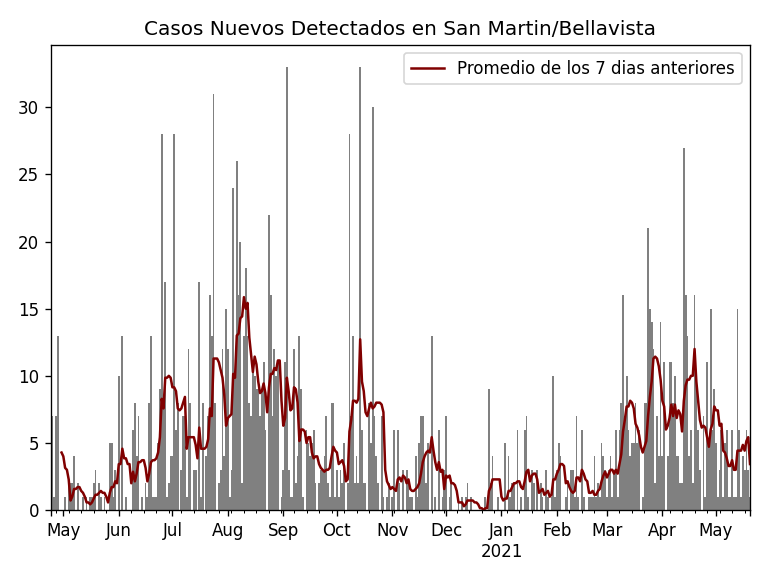 Casos Nuevos Detectados en San Martin/Bellavista
Promedio de los 7 dias anteriores
30
25
20
15
10
5
0
May Jun Jul Aug Sep Oct Nov Dec Jan Feb Mar Apr May
2021